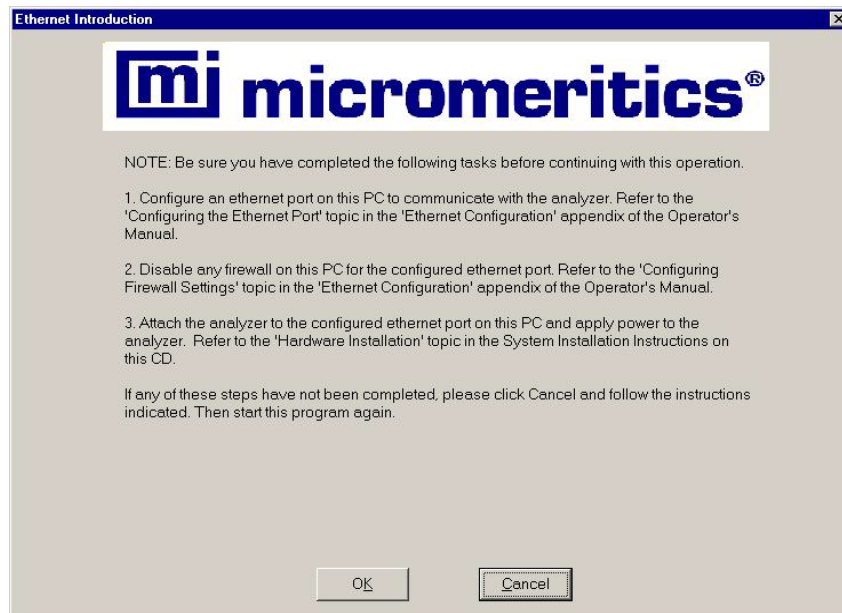 Ethernet Introduction
mi micromeritics®
NOTE: Be sure you have completed the following tasks before continuing with this operation.
1. Configure an ethernet port on this PC to communicate with the analyzer. Refer to the
'Configuring the Ethernet Port' topic in the 'Ethernet Configuration' appendix of the Operator's
Manual.
2. Disable any firewall on this PC for the configured ethernet port. Refer to the 'Configuring
Firewall Settings' topic in the 'Ethernet Configuration' appendix of the Operator's Manual.
3. Attach the analyzer to the configured ethernet port on this PC and apply power to the
analyzer. Refer to the 'Hardware Installation' topic in the System Installation Instructions on
this CD.
If any of these steps have not been completed, please click Cancel and follow the instructions
indicated. Then start this program again.
OK
Cancel